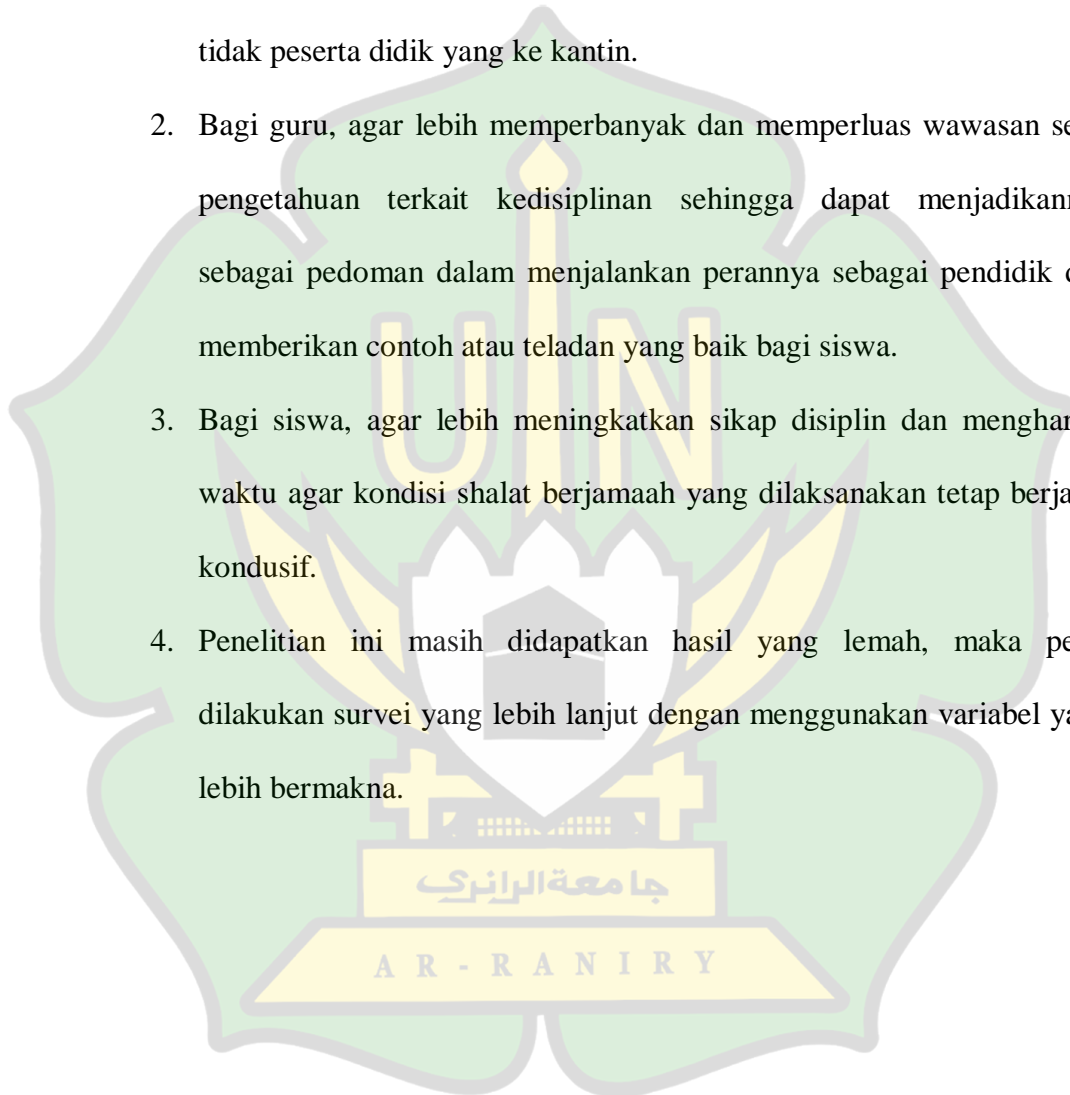 tidak peserta didik yang ke kantin.
2. Bagi guru, agar lebih memperbanyak dan memperluas wawasan se
pengetahuan terkait kedisiplinan sehingga dapat menjadikann
sebagai pedoman dalam menjalankan perannya sebagai pendidik d
memberikan contoh atau teladan yang baik bagi siswa.
3. Bagi siswa, agar lebih meningkatkan sikap disiplin dan menghar
waktu agar kondisi shalat berjamaah yang dilaksanakan tetap berja
kondusif.
4. Penelitian ini masih didapatkan hasil yang lemah, maka pe
dilakukan survei yang lebih lanjut dengan menggunakan variabel ya
lebih bermakna.
UIN
جامعة الرانري
AR-RANIRY